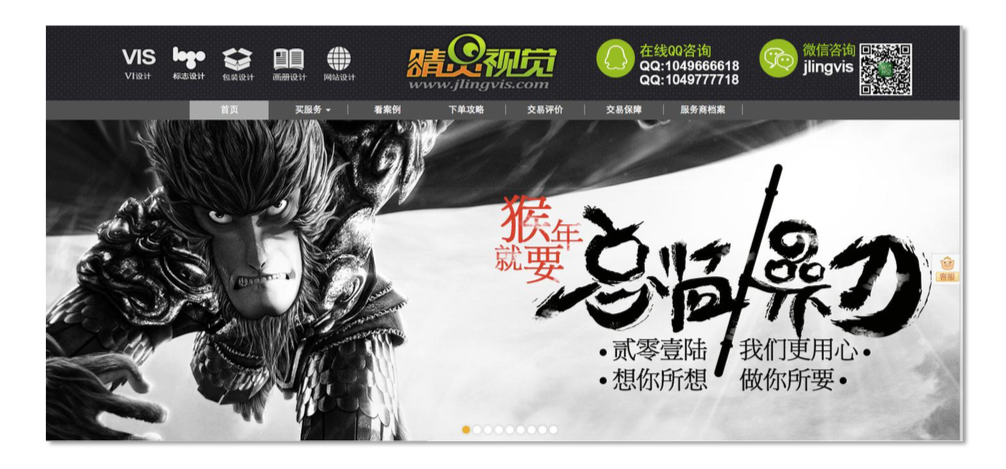 VIS
VI设计
logo
标志设计
包装设计
画册设计
网站设计
睛灵视觉
www.jlingvis.com
在线QQ咨询
QQ:1049666618
QQ:1049777718
微信咨询
jlingvis
首页
买服务
看案例
下单攻略
交易评价
交易保障
服务商档案
猴年
就要
•贰零壹陆 我们更用心•
•想你所想 做你所要•
客服